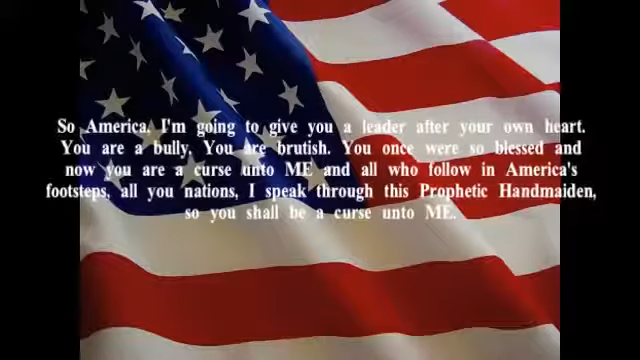 So America, I'm going to give you a leader after your own heart.
You are a bully. You are brutish. You once were so blessed and
now you are a curse unto ME and all who follow in America's
footsteps, all you nations, I speak through this Prophetic Handmaiden,
so you shall be a curse unto ME.